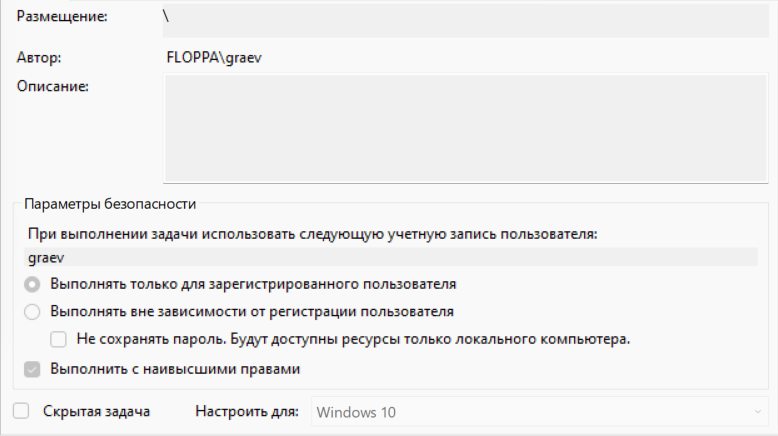 Размещение: \
Автор: FLOPPA\graev
Описание:
Параметры безопасности
При выполнении задачи использовать следующую учетную запись пользователя:
graev
Выполнять только для зарегистрированного пользователя
Выполнять вне зависимости от регистрации пользователя
Не сохранять пароль. Будут доступны ресурсы только локального компьютера.
Выполнить с наивысшими правами
Скрытая задача Настроить для: Windows 10